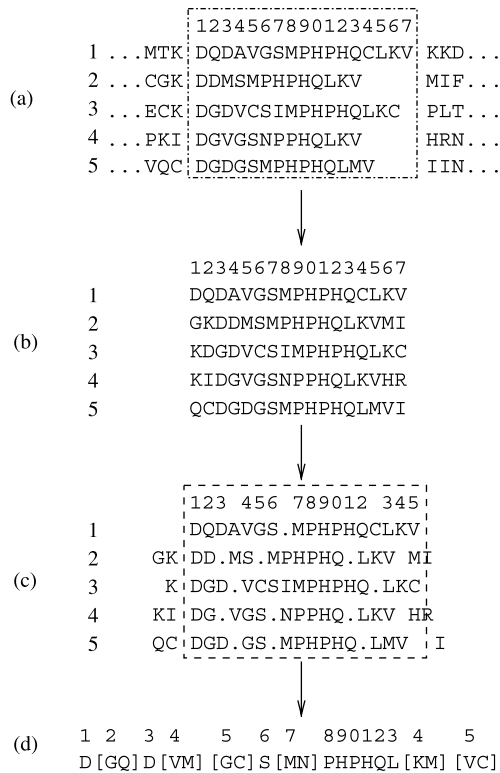 12345678901234567
1 ...MTK DQDAVGSMPHPHQCLKV KKD...
2 ...CGK DDMSMPHPHQLKV MIF...
(a)
3 ...ECK DGDVCSIMPHPHQLKC PLT...
4 ...PKI DGVGSNPPHQLKV HRN...
5 ...VQC DGDGSMPHPHQLMV IIN...
12345678901234567
1 DQDAVGSMPHPHQCLKV
2 GKDDMSMPHPHQLKVMI
(b)
3 KDGDVCSIMPHPHQLKC
4 KIDGVGSNPPHQLKVHR
5 QCDGDGSMPHPHQLMVI
123 456 789012 345
1 DQDAVGS.MPHPHQCLKV
2 GK DD.MS.MPHPHQ.LKV MI
(c)
3 K DGD.VCSIMPHPHQ.LKC
4 KI DG.VGS.NPPHQ.LKV HR
5 QC DGD.GS.MPHPHQ.LMV I
1 2 3 4 5 6 7 890123 4 5
(d) D[GQ]D[VM][GC]S[MN]PHPHQL[KM][VC]